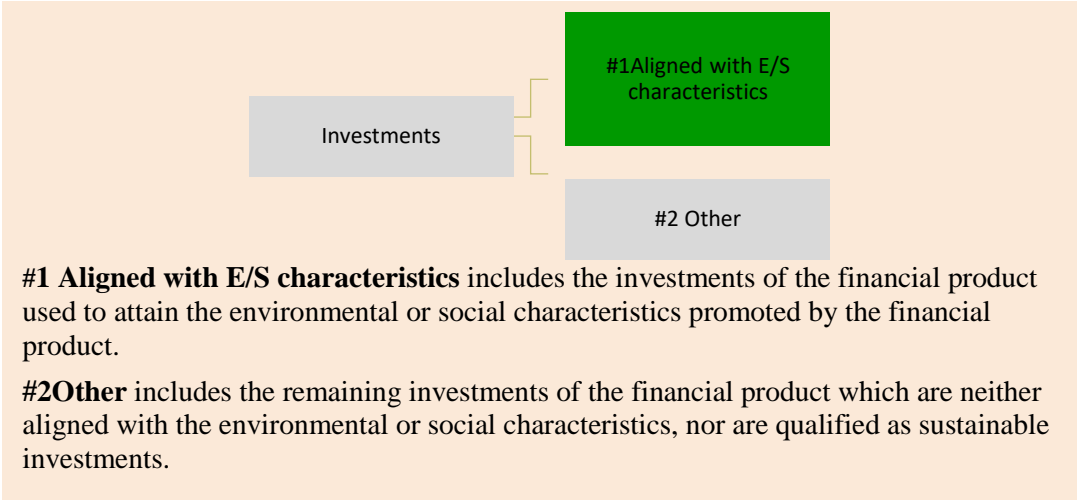 #1Aligned with E/S
characteristics
Investments
#2 Other
#1 Aligned with E/S characteristics includes the investments of the financial product
used to attain the environmental or social characteristics promoted by the financial
product.
#2Other includes the remaining investments of the financial product which are neither
aligned with the environmental or social characteristics, nor are qualified as sustainable
investments.